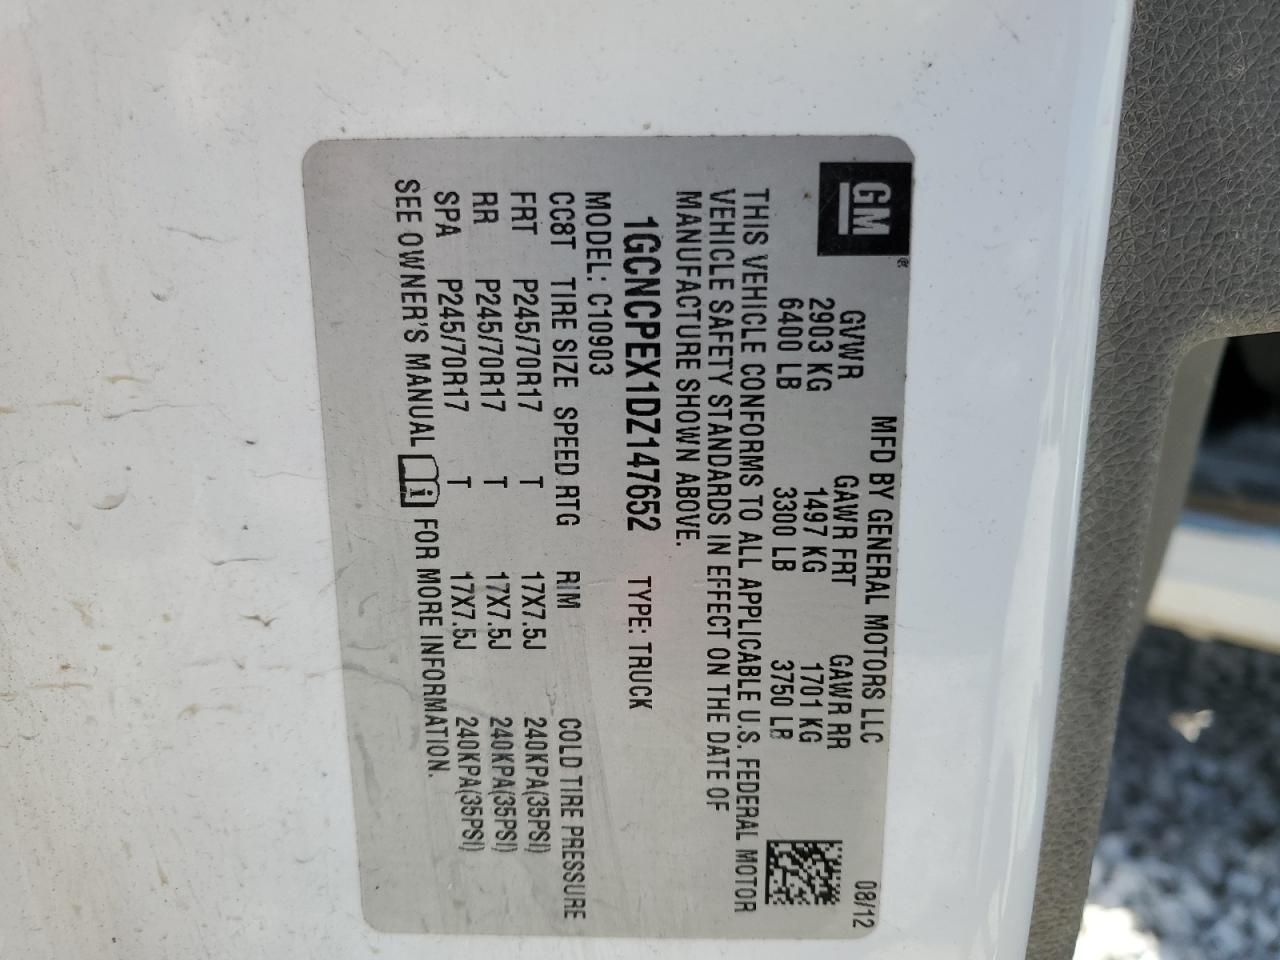 GM
MFD BY GENERAL MOTORS LLC 08/12
GVWR GAWR FRT GAWR RR
2903 KG 1497 KG 1701 KG
6400 LB 3300 LB 3750 LB
THIS VEHICLE CONFORMS TO ALL APPLICABLE U.S. FEDERAL MOTOR
VEHICLE SAFETY STANDARDS IN EFFECT ON THE DATE OF
MANUFACTURE SHOWN ABOVE.
1GCNCPEX1DZ147652 TYPE: TRUCK
MODEL: C10903
CC8T TIRE SIZE SPEED RTG RIM COLD TIRE PRESSURE
FRT P245/70R17 T 17X7.5J 240KPA(35PSI)
RR P245/70R17 T 17X7.5J 240KPA(35PSI)
SPA P245/70R17 T 17X7.5J 240KPA(35PSI)
SEE OWNER'S MANUAL i FOR MORE INFORMATION.